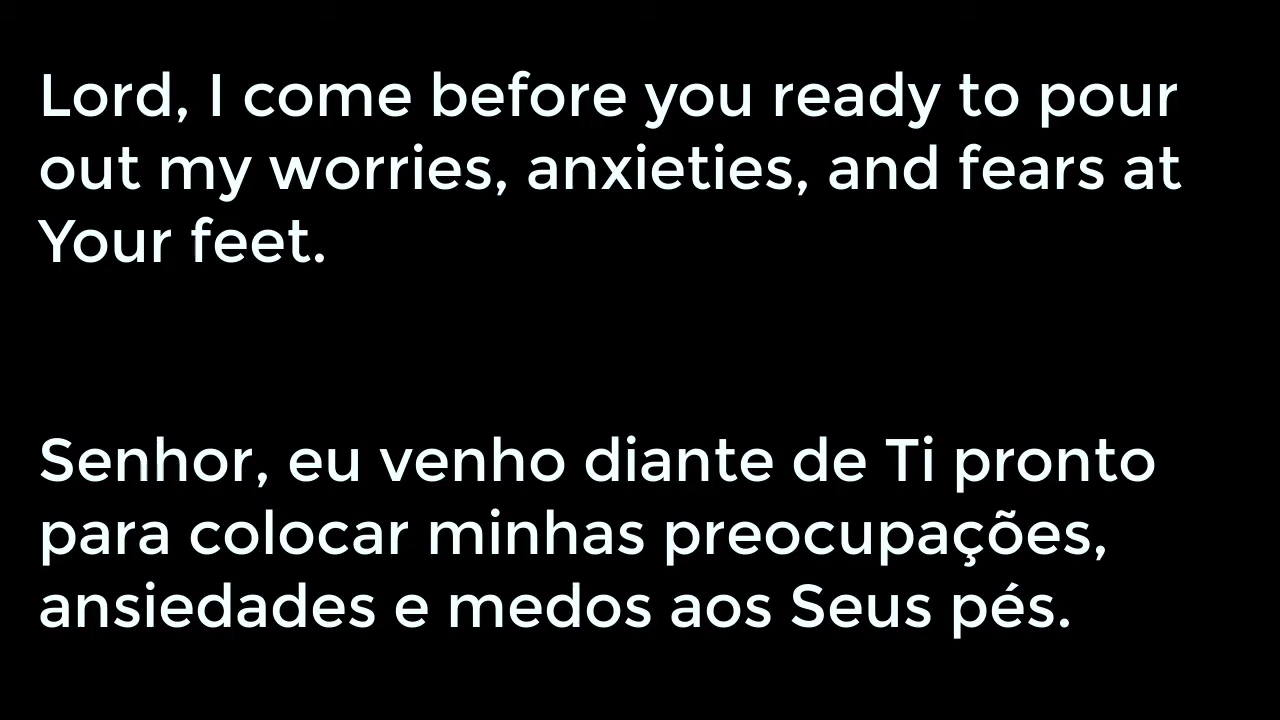 Lord, I come before you ready to pour
out my worries, anxieties, and fears at
Your feet.
Senhor, eu venho diante de Ti pronto
para colocar minhas preocupações,
ansiedades e medos aos Seus pés.